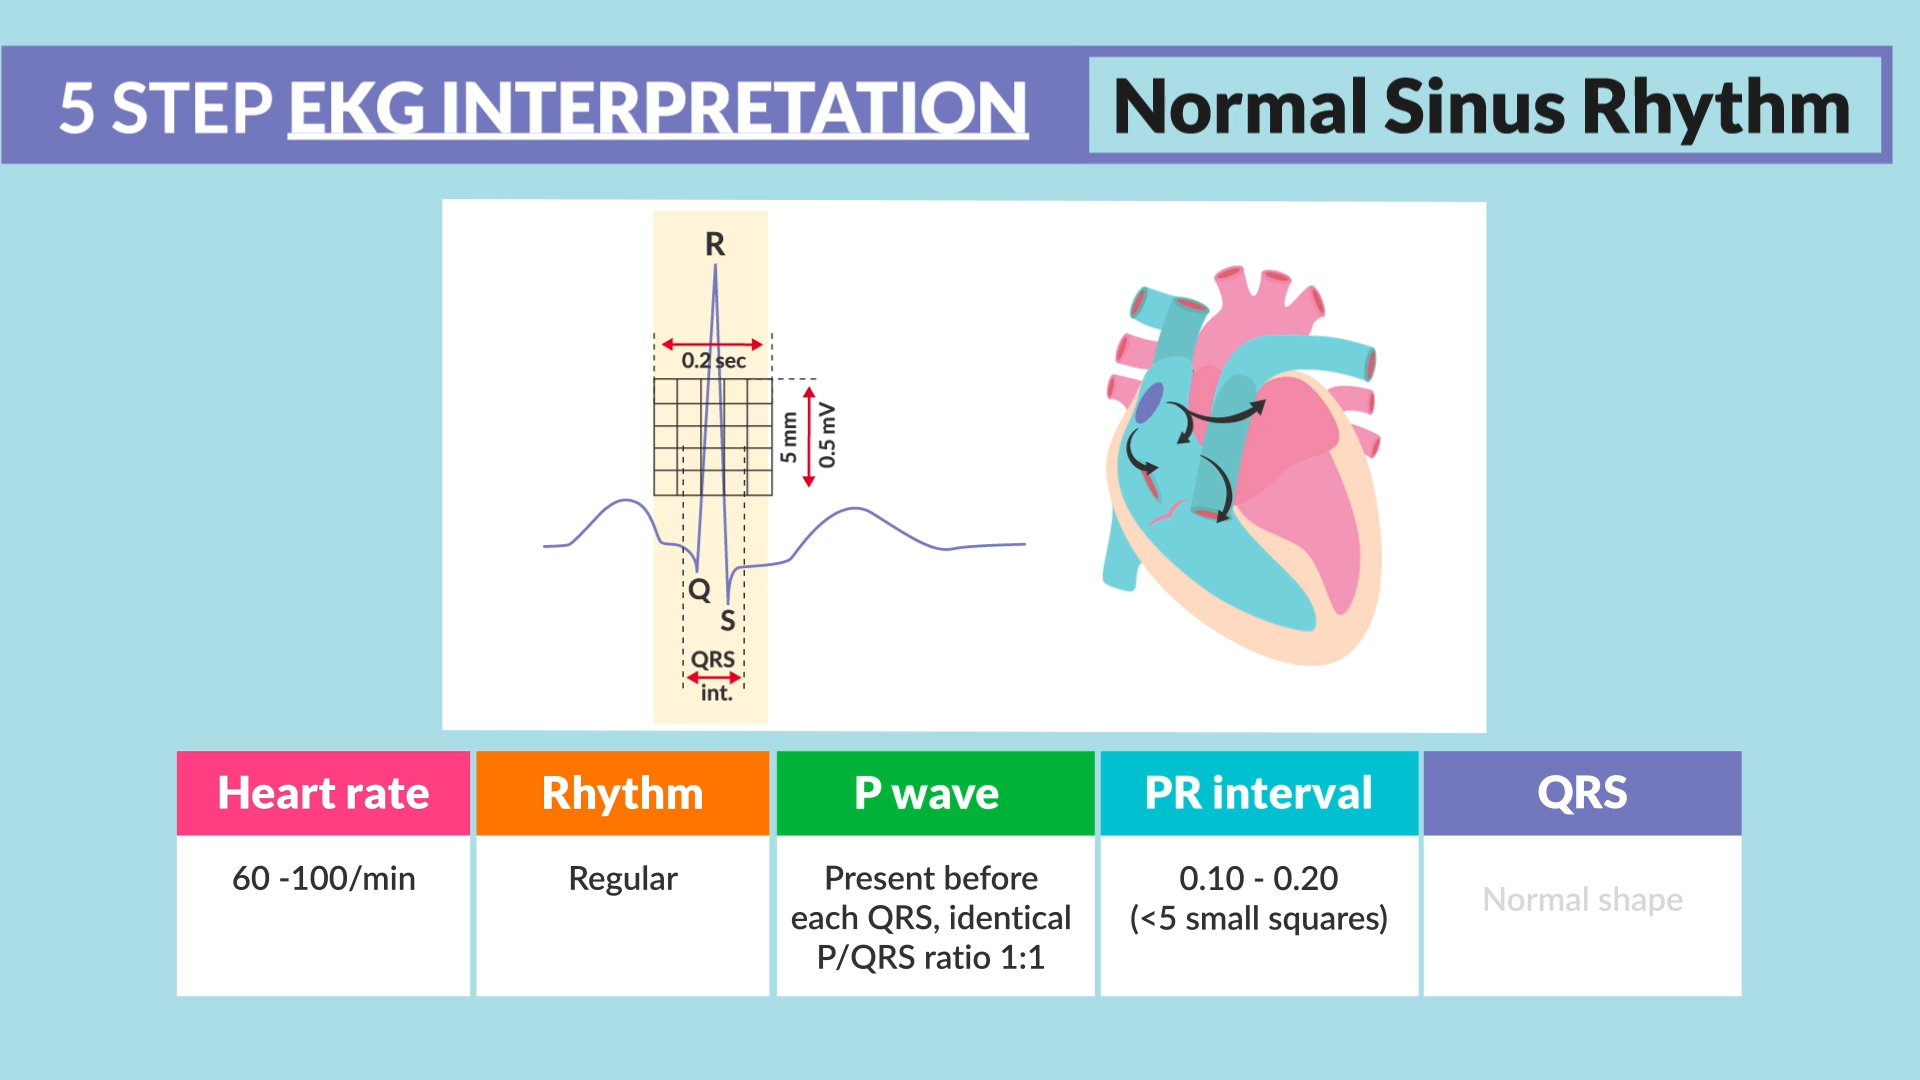 5 STEP EKG INTERPRETATION
Normal Sinus Rhythm
R
0.2 sec
5 mm
0.5 mV
Q
S
QRS
int.
Heart rate
Rhythm
P wave
PR interval
QRS
60 -100/min
Regular
Present before
each QRS, identical
P/QRS ratio 1:1
0.10 - 0.20
(<5 small squares)
Normal shape